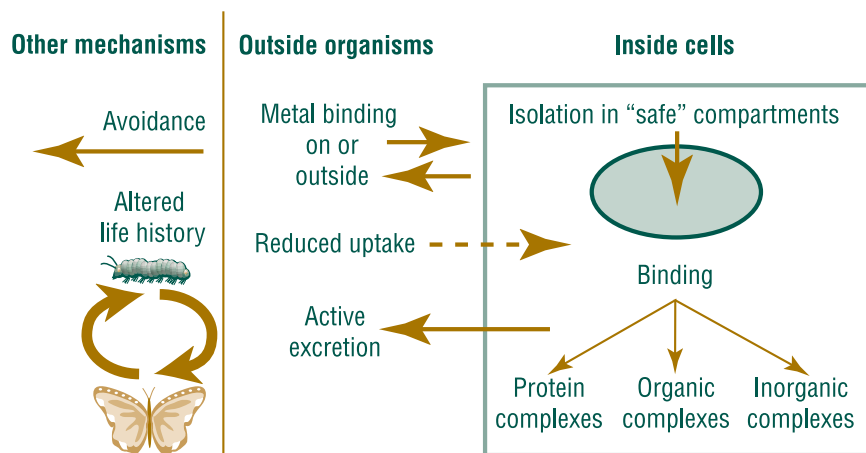 Other mechanisms
Avoidance
Altered
life history
Outside organisms
Metal binding
on or
outside
Reduced uptake
Active
excretion
Inside cells
Isolation in “safe” compartments
Binding
Protein
complexes
Organic
complexes
Inorganic
complexes